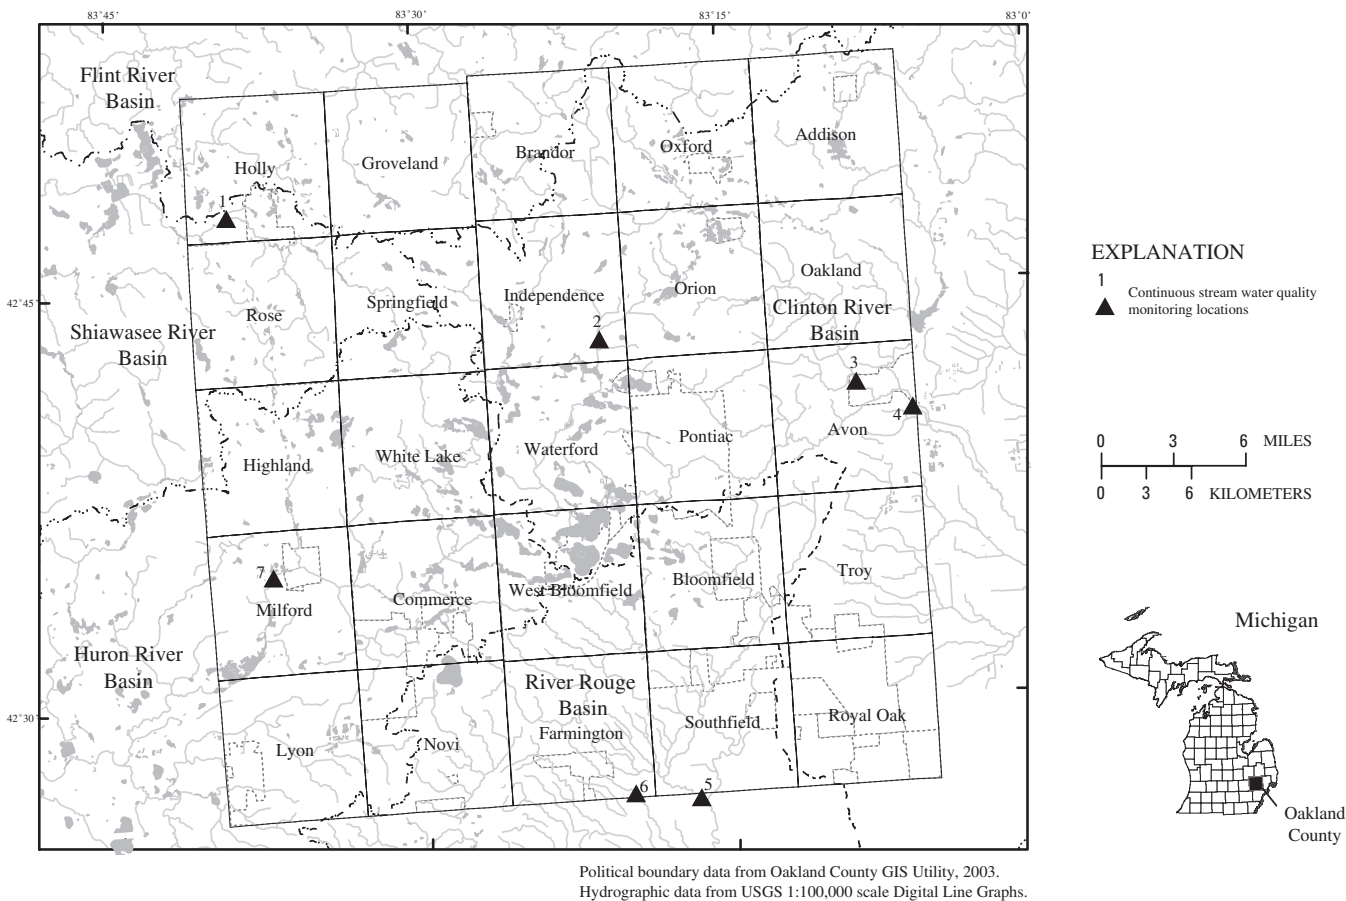 83°45'
83°30'
83°15'
83°0'
Flint River
Basin
Addison
Oxford
Brandon
Groveland
Holly
1
42°45'
Oakland
Orion
Independence
Springfield
Rose
Clinton River
Basin
2
Shiawasee River
Basin
3
4
Avon
Pontiac
Waterford
White Lake
Highland
7
Milford
Commerce
West Bloomfield
Bloomfield
Troy
Huron River
Basin
River Rouge
Basin
42°30'
Lyon
Novi
Farmington
Southfield
Royal Oak
6
5
EXPLANATION
1
Continuous stream water quality
monitoring locations
0 3 6 MILES
0 3 6 KILOMETERS
Michigan
Oakland
County
Political boundary data from Oakland County GIS Utility, 2003.
Hydrographic data from USGS 1:100,000 scale Digital Line Graphs.